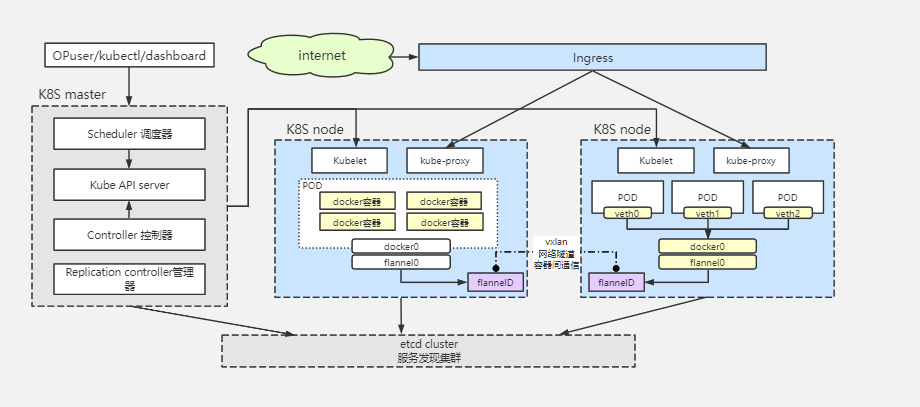 OPuser/kubectl/dashboard
internet
Ingress
K8S master
Scheduler 调度器
Kube API server
Controller 控制器
Replication controller管理
器
K8S node
Kubelet
kube-proxy
POD
docker容器
docker容器
docker容器
docker容器
docker0
flannel0
flannelD
vxlan
网络隧道
容器间通信
K8S node
Kubelet
kube-proxy
POD
POD
POD
veth0
veth1
veth2
docker0
flannel0
flannelD
etcd cluster
服务发现集群